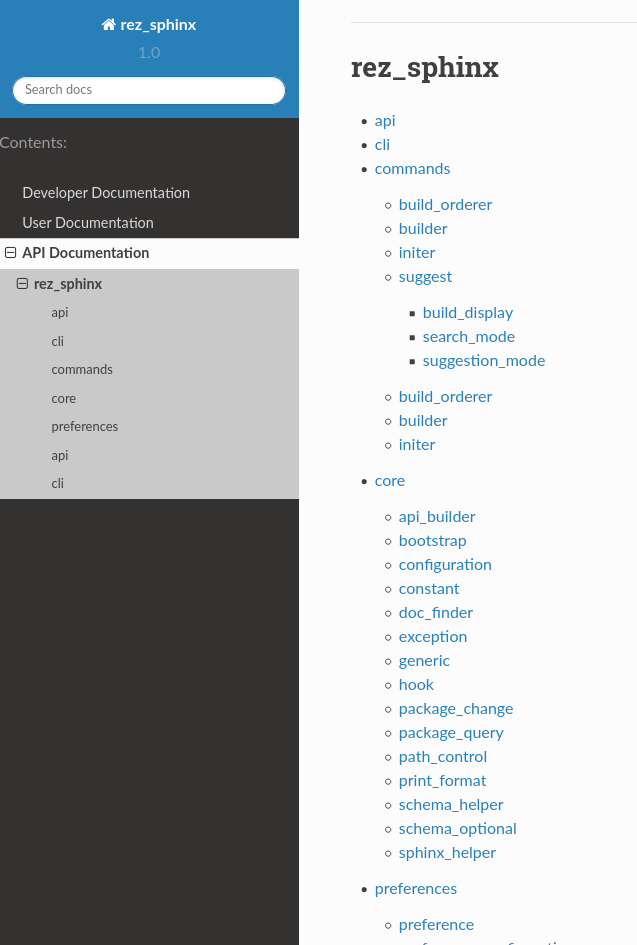 rez_sphinx
1.0
Search docs
Contents:
Developer Documentation
User Documentation
API Documentation
rez_sphinx
api
cli
commands
core
preferences
api
cli
rez_sphinx
api
cli
commands
build_orderer
builder
initer
suggest
build_display
search_mode
suggestion_mode
build_orderer
builder
initer
core
api_builder
bootstrap
configuration
constant
doc_finder
exception
generic
hook
package_change
package_query
path_control
print_format
schema_helper
schema_optional
sphinx_helper
preferences
preference